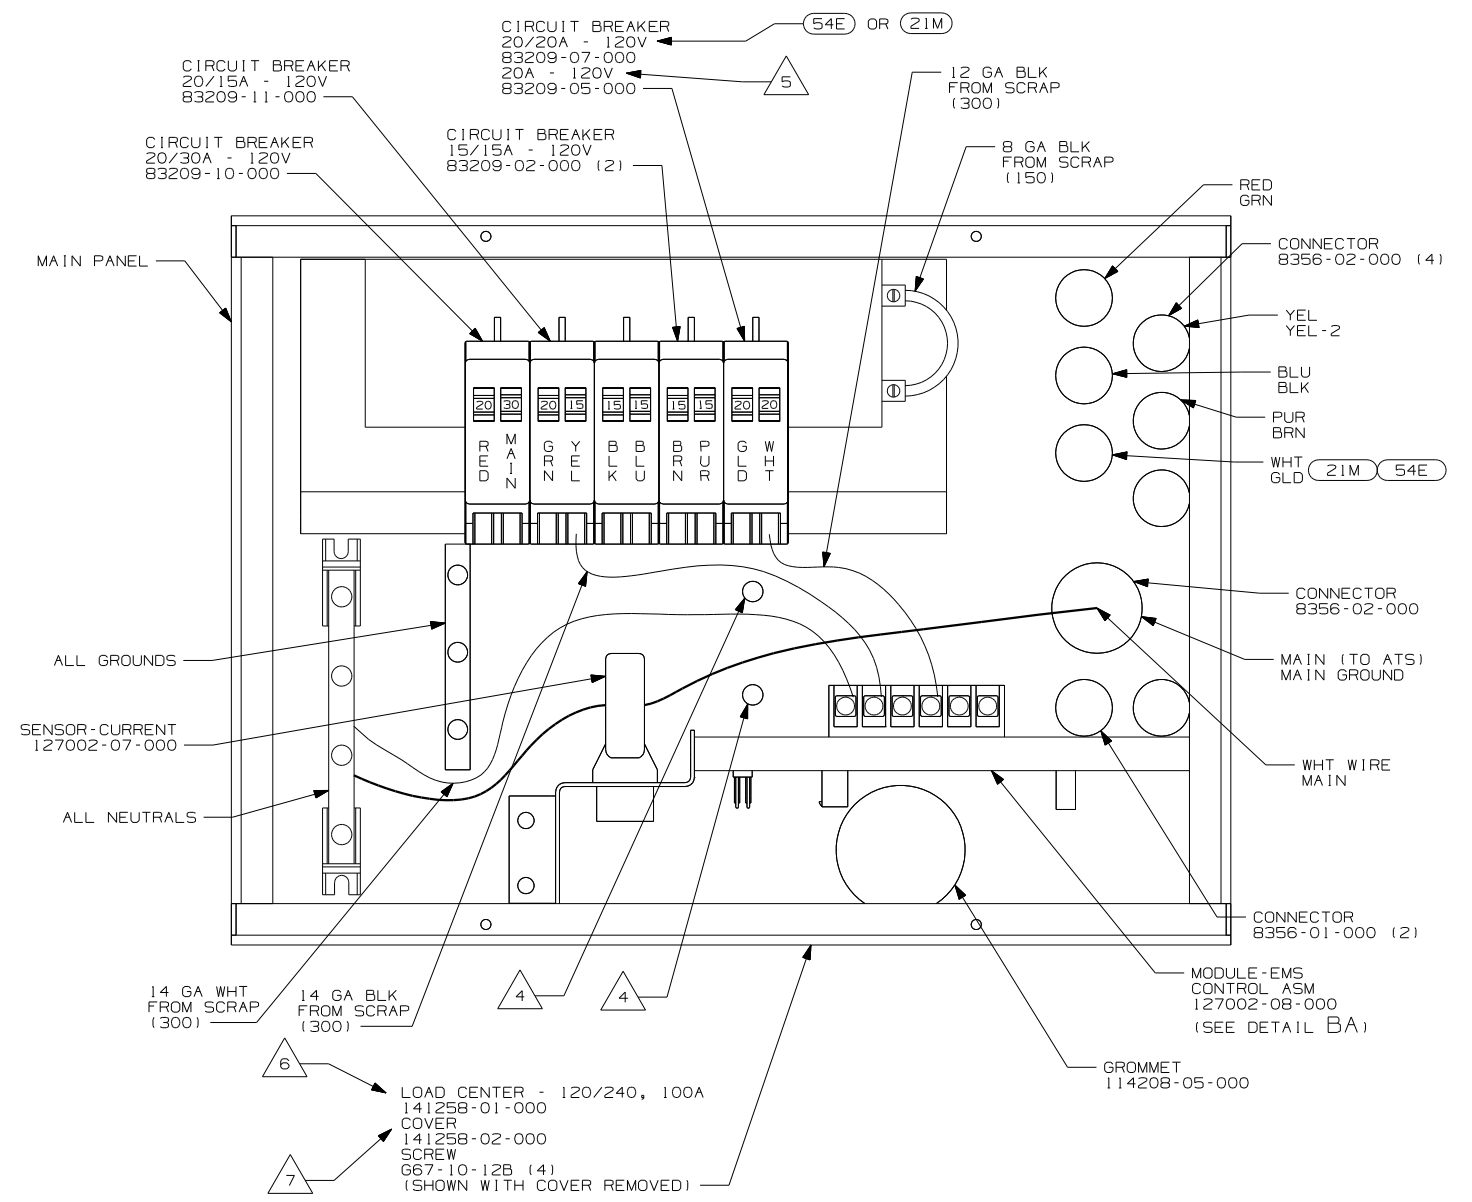 CIRCUIT BREAKER
20/20A - 120V
83209-07-000
20A - 120V
83209-05-000
54E OR 21M
5
CIRCUIT BREAKER
20/15A - 120V
83209-11-000
12 GA BLK
FROM SCRAP
(300)
CIRCUIT BREAKER
20/30A - 120V
83209-10-000
CIRCUIT BREAKER
15/15A - 120V
83209-02-000 (2)
8 GA BLK
FROM SCRAP
(150)
RED
GRN
CONNECTOR
8356-02-000 (4)
MAIN PANEL
YEL
YEL-2
BLU
BLK
PUR
BRN
WHT
GLD
21M 54E
20 30 20 15 15 15 15 15 20 20
RED
MAIN
GRN
YEL
BLK
BLU
BRN
PUR
GLD
WHT
CONNECTOR
8356-02-000
ALL GROUNDS
MAIN (TO ATS)
MAIN GROUND
SENSOR-CURRENT
127002-07-000
WHT WIRE
MAIN
ALL NEUTRALS
CONNECTOR
8356-01-000 (2)
14 GA WHT
FROM SCRAP
(300)
14 GA BLK
FROM SCRAP
(300)
4
4
MODULE-EMS
CONTROL ASM
127002-08-000
(SEE DETAIL BA)
GROMMET
114208-05-000
6
LOAD CENTER - 120/240, 100A
141258-01-000
COVER
141258-02-000
SCREW
G67-10-12B (4)
(SHOWN WITH COVER REMOVED)
7